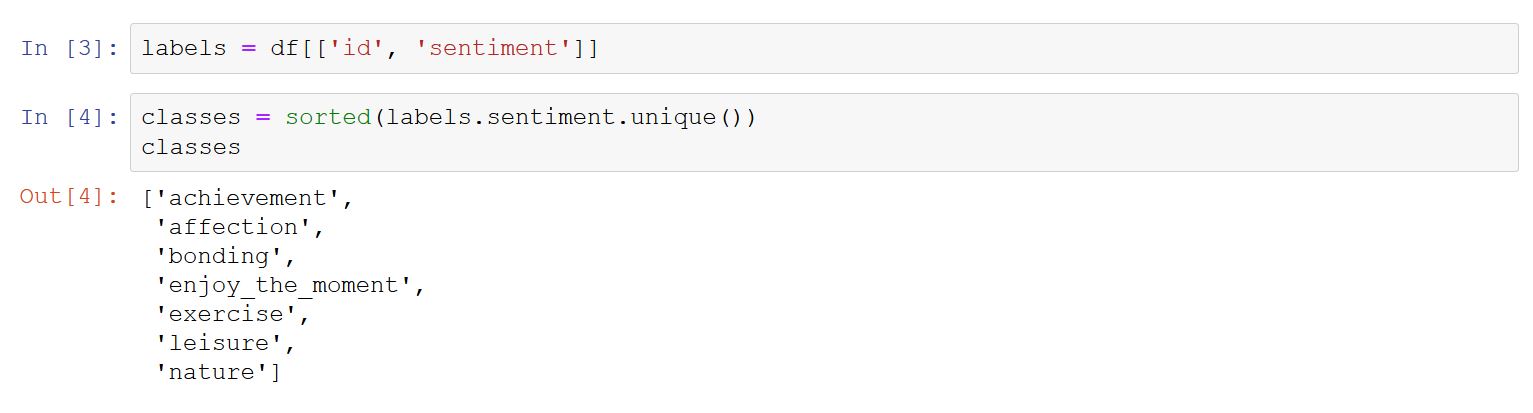 In [3]: labels = df[['id', 'sentiment']]
In [4]: classes = sorted(labels.sentiment.unique())
classes
Out[4]: ['achievement',
'affection',
'bonding',
'enjoy_the_moment',
'exercise',
'leisure',
'nature']